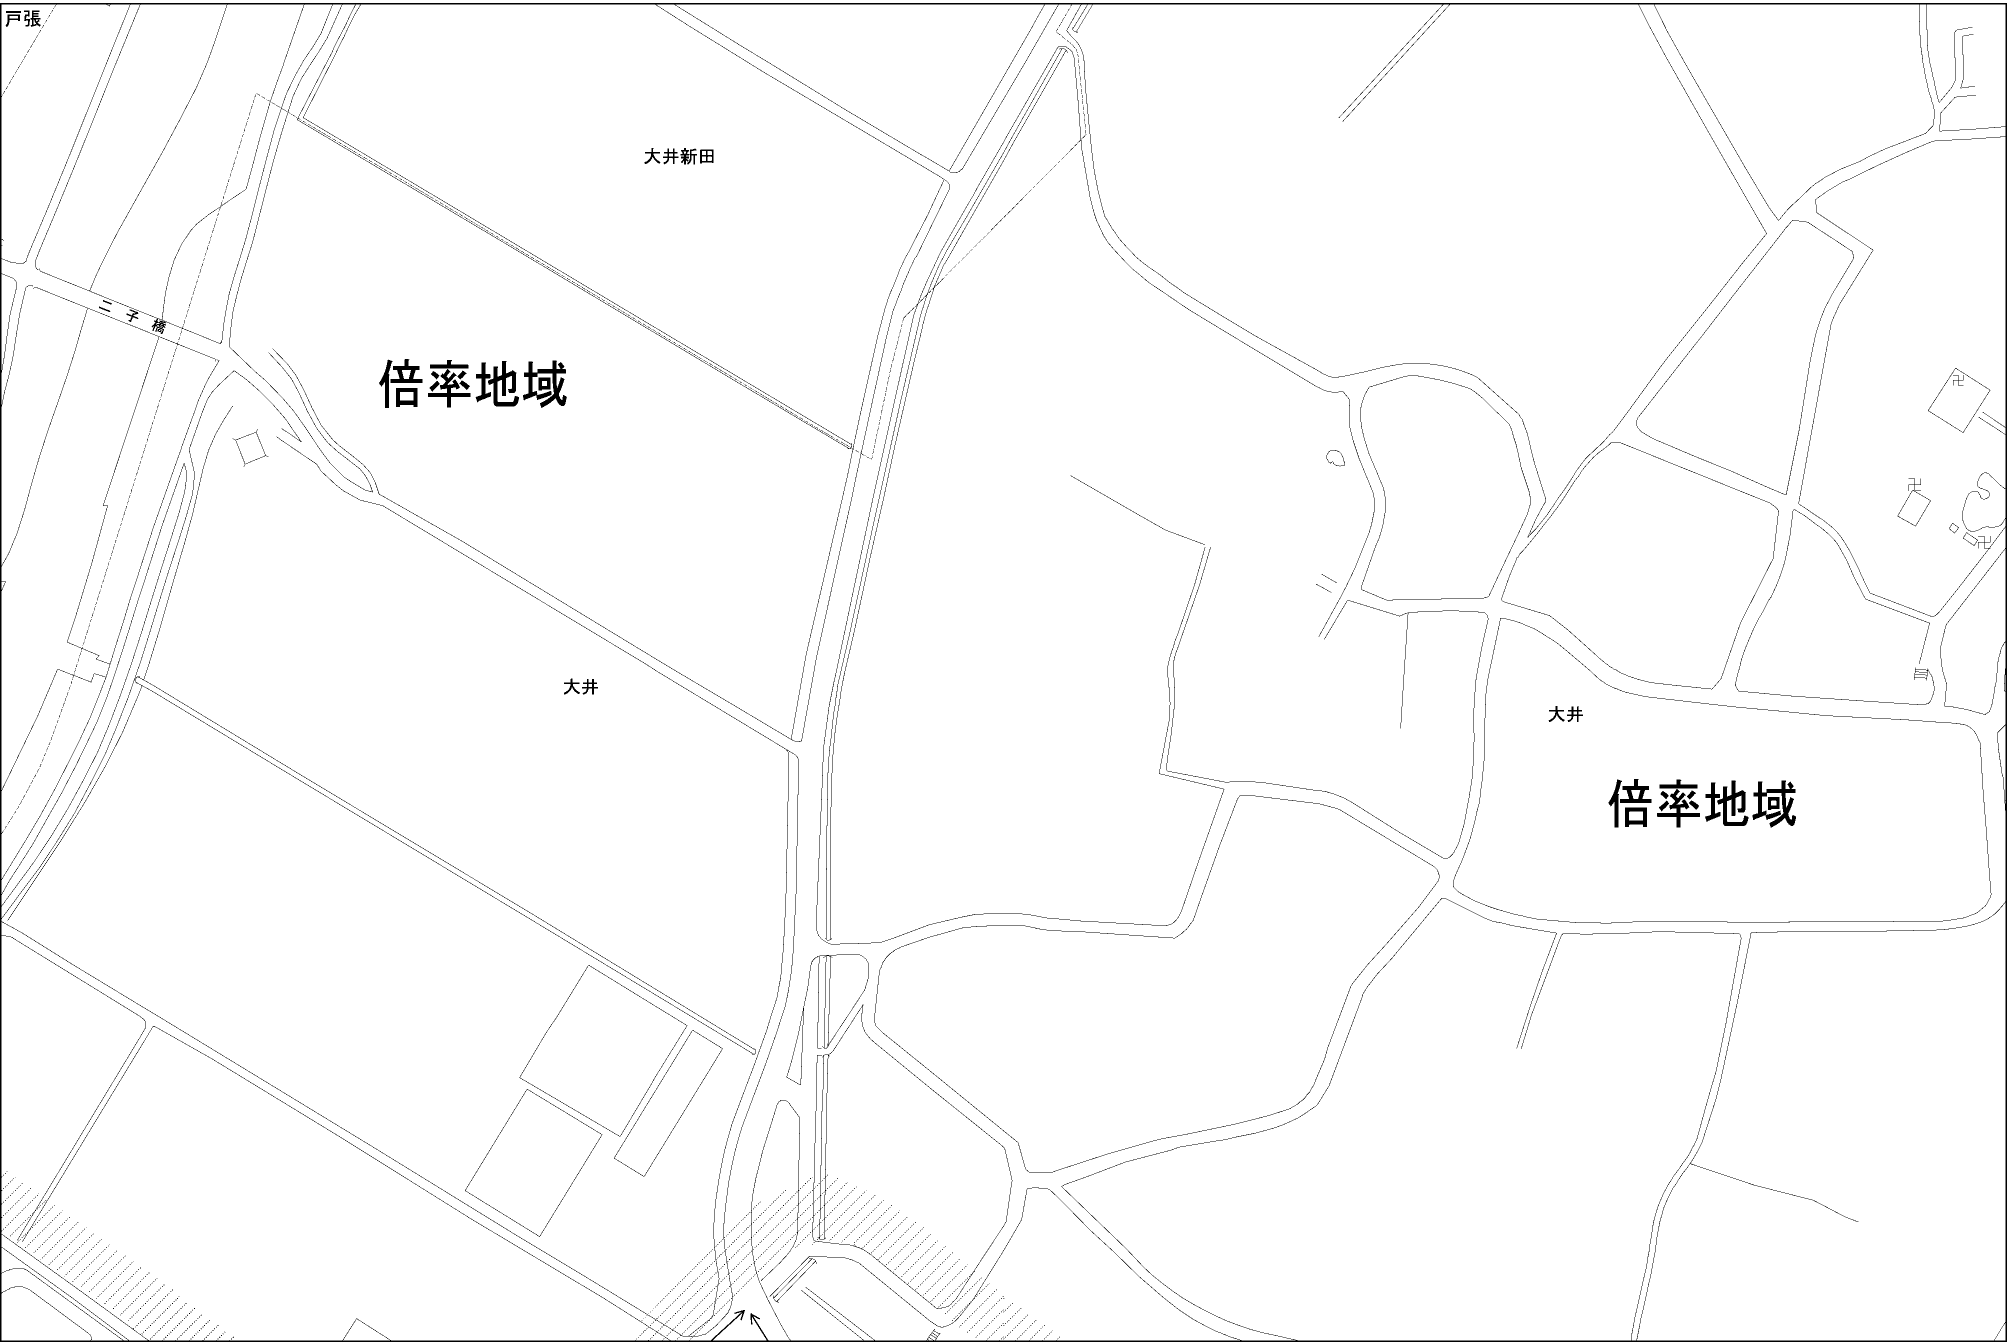 戸張
大井新田
二子橋
倍率地域
大井
大井
倍率地域